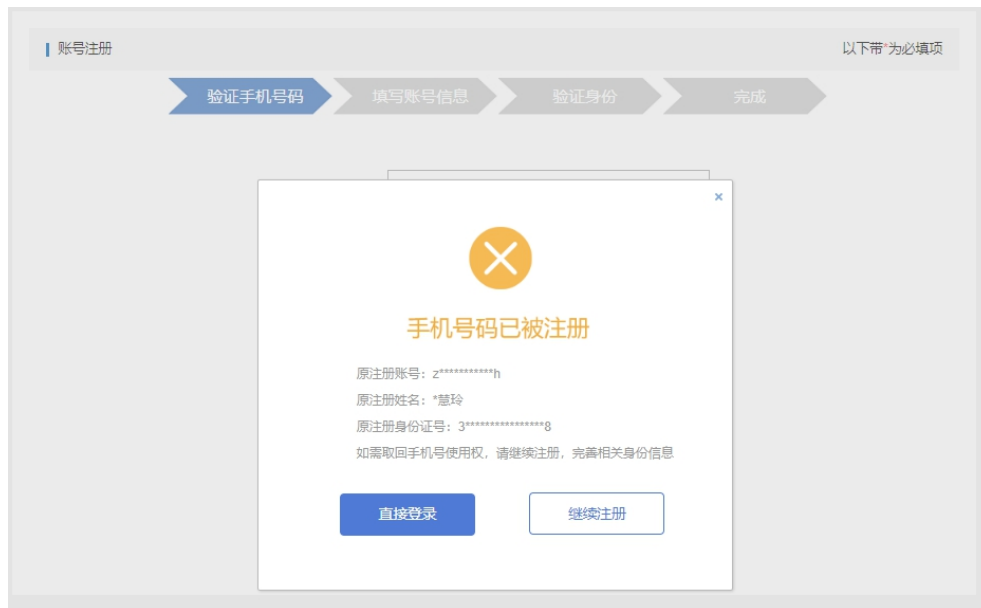 账号注册 以下带*为必填项
验证手机号码 填写账号信息 验证身份 完成
×
手机号码已被注册
原注册账号：z***********h
原注册姓名：*慧玲
原注册身份证号：3****************8
如需取回手机号使用权，请继续注册，完善相关身份信息
直接登录 继续注册